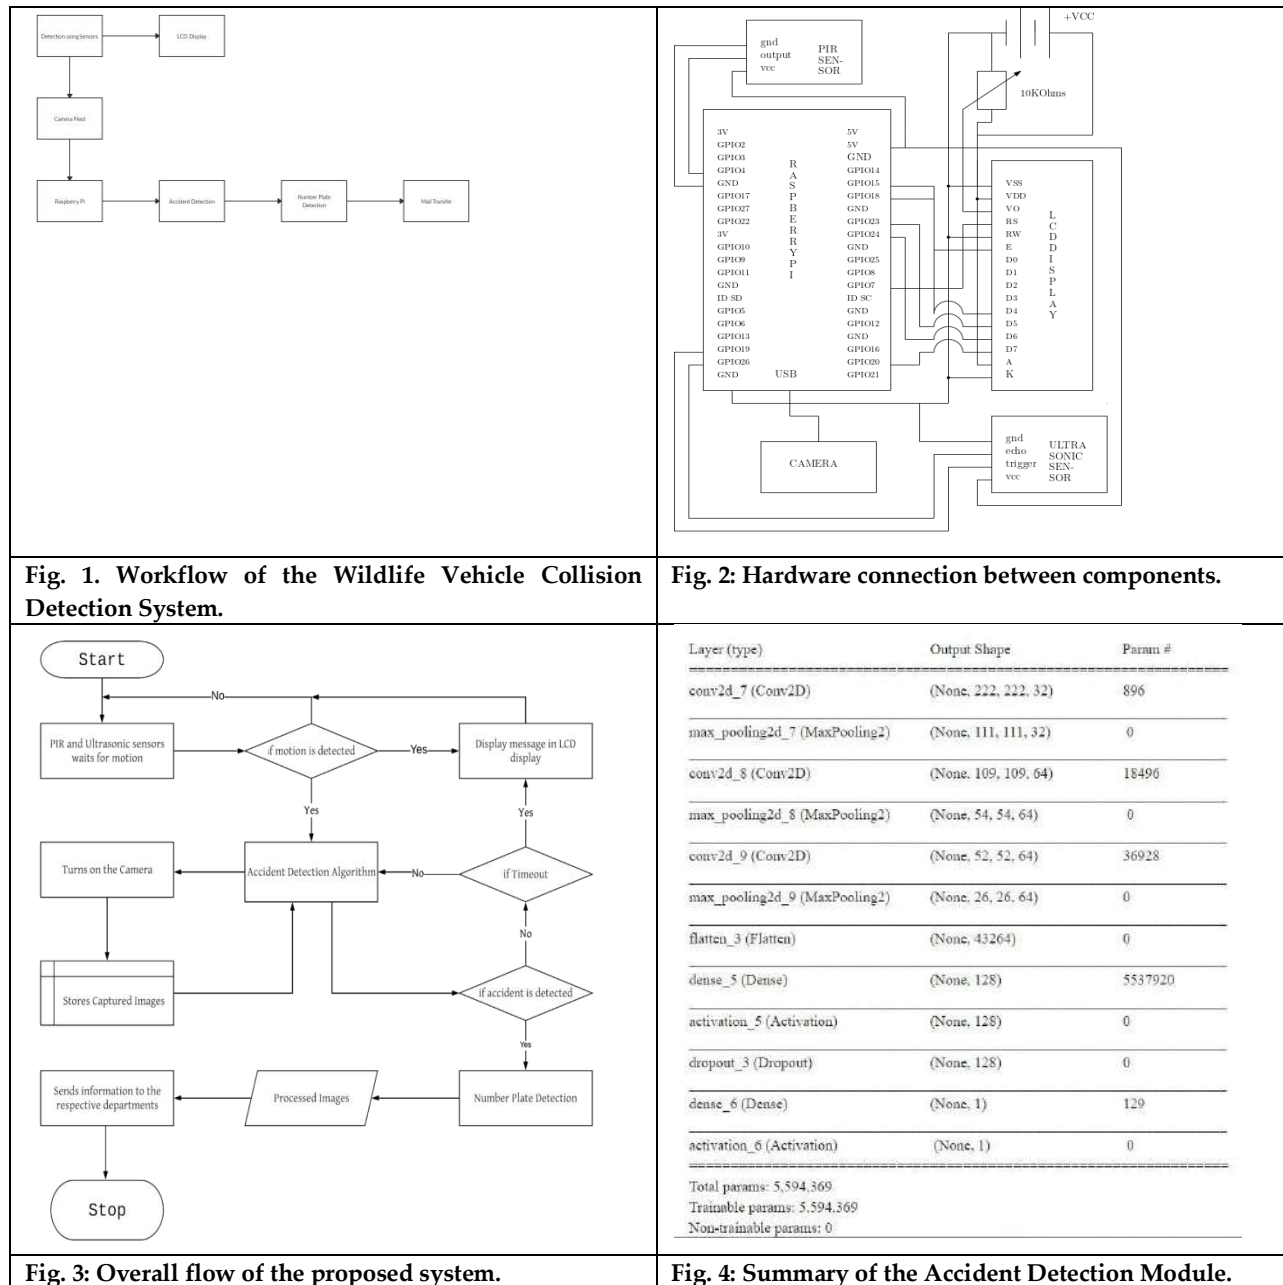 Detection using Sensors
LCD Display
Camera Feed
Raspberry Pi
Accident Detection
Number Plate
Detection
Mail Transfer
+VCC
gnd
output
vcc
PIR
SEN-
SOR
10KOhms
3V
GPIO2
GPIO3
GPIO4
GND
GPIO17
GPIO27
GPIO22
3V
GPIO10
GPIO9
GPIO11
GND
ID SD
GPIO5
GPIO6
GPIO13
GPIO19
GPIO26
GND
RASPBERRYPI
USB
5V
5V
GND
GPIO14
GPIO15
GPIO18
GND
GPIO23
GPIO24
GND
GPIO25
GPIO8
GPIO7
ID SC
GND
GPIO12
GND
GPIO16
GPIO20
GPIO21
VSS
VDD
VO
RS
RW
E
D0
D1
D2
D3
D4
D5
D6
D7
A
K
LCDDISPLAY
CAMERA
gnd
echo
trigger
vcc
ULTRA
SONIC
SEN-
SOR
Fig. 1. Workflow of the Wildlife Vehicle Collision
Detection System.
Fig. 2: Hardware connection between components.
Start
No
PIR and Ultrasonic sensors
waits for motion
if motion is detected
Yes
Display message in LCD
display
Yes
Yes
Turns on the Camera
Accident Detection Algorithm
No
if Timeout
No
Stores Captured Images
if accident is detected
Yes
Sends information to the
respective departments
Processed Images
Number Plate Detection
Stop
Layer (type) Output Shape Param #
conv2d_7 (Conv2D) (None, 222, 222, 32) 896
max_pooling2d_7 (MaxPooling2) (None, 111, 111, 32) 0
conv2d_8 (Conv2D) (None, 109, 109, 64) 18496
max_pooling2d_8 (MaxPooling2) (None, 54, 54, 64) 0
conv2d_9 (Conv2D) (None, 52, 52, 64) 36928
max_pooling2d_9 (MaxPooling2) (None, 26, 26, 64) 0
flatten_3 (Flatten) (None, 43264) 0
dense_5 (Dense) (None, 128) 5537920
activation_5 (Activation) (None, 128) 0
dropout_3 (Dropout) (None, 128) 0
dense_6 (Dense) (None, 1) 129
activation_6 (Activation) (None, 1) 0
Total params: 5,594,369
Trainable params: 5,594,369
Non-trainable params: 0
Fig. 3: Overall flow of the proposed system.
Fig. 4: Summary of the Accident Detection Module.